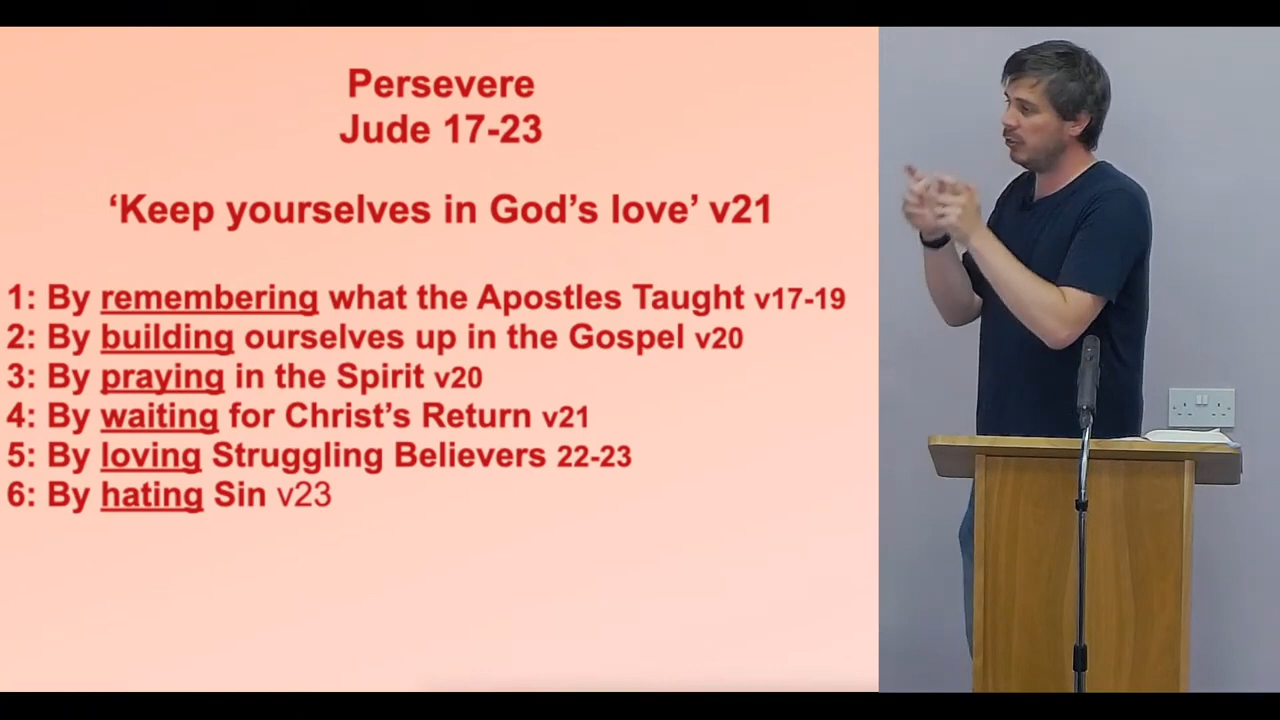 Persevere
Jude 17-23
‘Keep yourselves in God’s love’ v21
1: By remembering what the Apostles Taught v17-19
2: By building ourselves up in the Gospel v20
3: By praying in the Spirit v20
4: By waiting for Christ’s Return v21
5: By loving Struggling Believers 22-23
6: By hating Sin v23